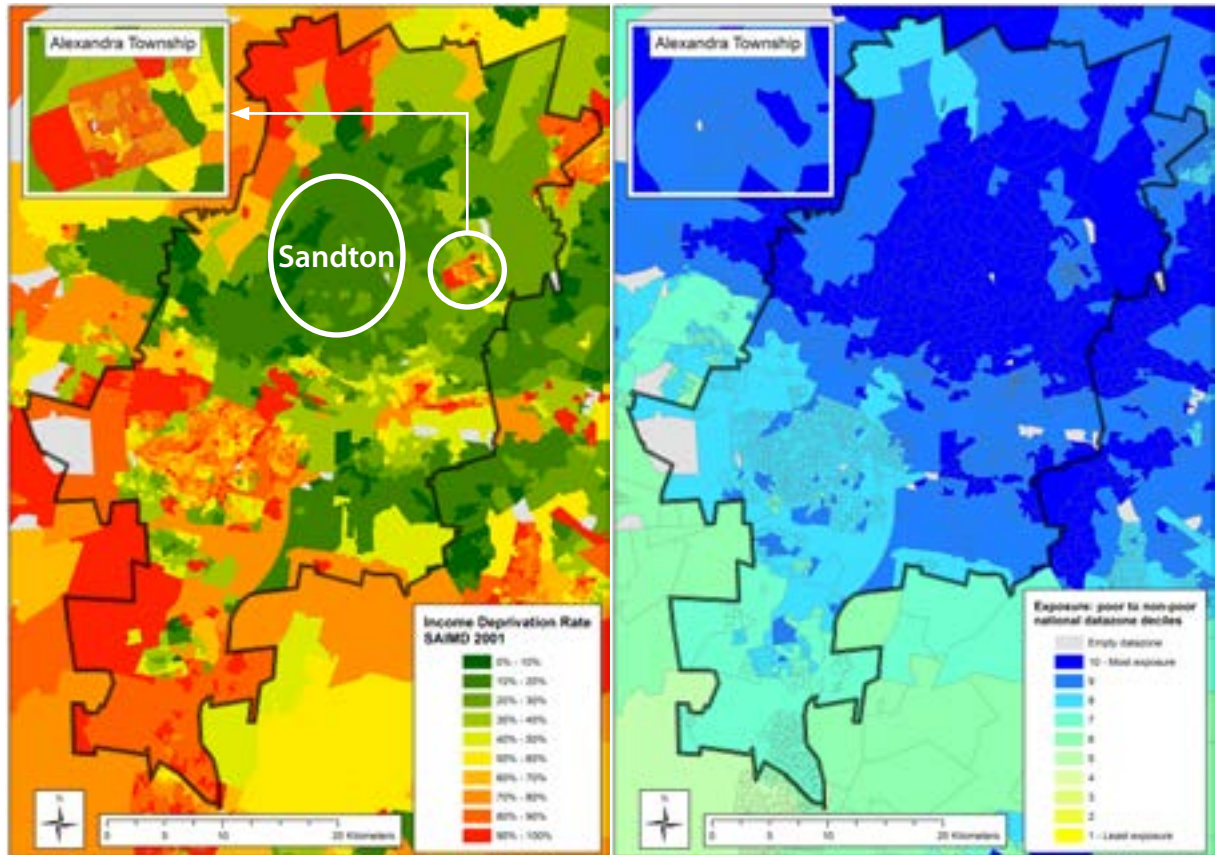 Alexandra Township
Sandton
Income Deprivation Rate
SAIMD 2001
0% - 10%
10% - 20%
20% - 30%
30% - 40%
40% - 50%
50% - 60%
60% - 70%
70% - 80%
80% - 90%
90% - 100%
N
0 5 10 20 Kilometers
Alexandra Township
Exposure: poor to non-poor
national datazone deciles
Empty datazone
10 - Most exposure
9
8
7
6
5
4
3
2
1 - Least exposure
N
0 5 10 20 Kilometers